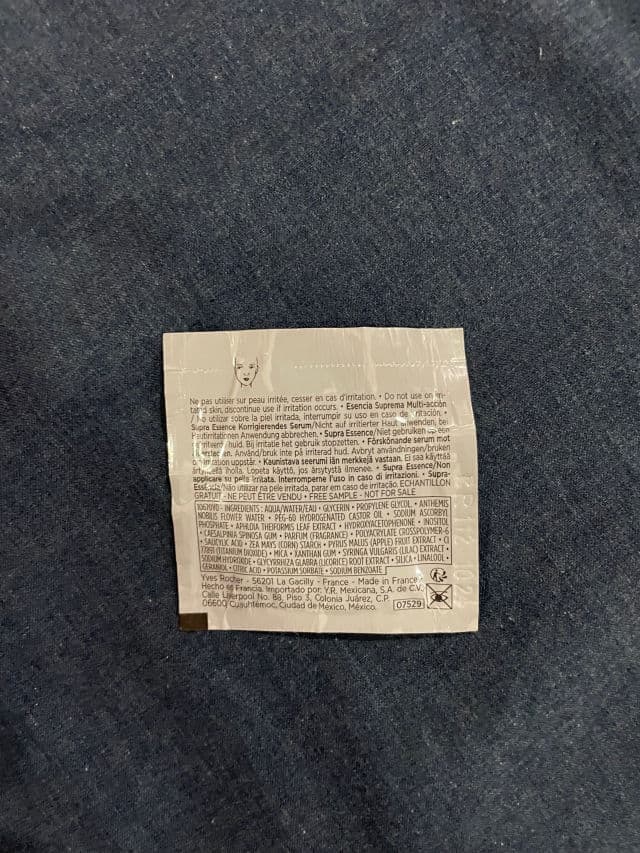 Ne pas utiliser sur peau irritée, cesser en cas d'irritation. • Do not use on irri-
tated skin, discontinue use if irritation occurs. • Esencia Suprema Multi-acción
/ No utilizar sobre la piel irritada, interrumpir su uso en caso de irritación. •
Supra Essence Korrigierendes Serum/Nicht auf irritierter Haut anwenden, bei
Hautirritationen Anwendung abbrechen. • Supra Essence/Niet gebruiken op een
huid. Bij irritatie het gebruik stopzetten. • Förskönande serum mot
Använd/bruk inte på irriterad hud. Avbryt användningen/bruken
om irritation uppstår. • Kaunistava seerumi iän merkkejä vastaan. Ei saa käyttää
ärtyneellä iholla. Lopeta käyttö, jos ärsytystä ilmenee. • Supra Essence/Non
applicare su pelle irritata. Interromperne l'uso in caso di irritazioni. • Supra-
Essência/Não utilizar na pele irritada, parar em caso de irritação. ECHANTILLON
GRATUIT - NE PEUT ÊTRE VENDU • FREE SAMPLE - NOT FOR SALE
INGREDIENTS : AQUA/WATER/EAU • GLYCERIN • PROPYLENE GLYCOL • ANTHEMIS
NOBILIS FLOWER WATER • PEG-60 HYDROGENATED CASTOR OIL • SODIUM ASCORBYL
PHOSPHATE • APHLOIA THEIFORMIS LEAF EXTRACT • HYDROXYACETOPHENONE • INOSITOL
• CAESALPINIA SPINOSA GUM • PARFUM (FRAGRANCE) • POLYACRYLATE CROSSPOLYMER-6
• SALICYLIC ACID • ZEA MAYS (CORN) STARCH • PYRUS MALUS (APPLE) FRUIT EXTRACT • CI
77891 (TITANIUM DIOXIDE) • MICA • XANTHAN GUM • SYRINGA VULGARIS (LILAC) EXTRACT •
SODIUM HYDROXIDE • GLYCYRRHIZA GLABRA (LICORICE) ROOT EXTRACT • SILICA • LINALOOL •
GERANIOL • CITRIC ACID • POTASSIUM SORBATE • SODIUM BENZOATE
Yves Rocher - 56201 La Gacilly - France - Made in France /
Hecho en Francia. Importado por: Y.R. Mexicana, S.A. de C.V.
Calle Liverpool No. 88, Piso 3, Colonia Juárez, C.P.
06600, Cuauhtémoc, Ciudad de México, México.
07529